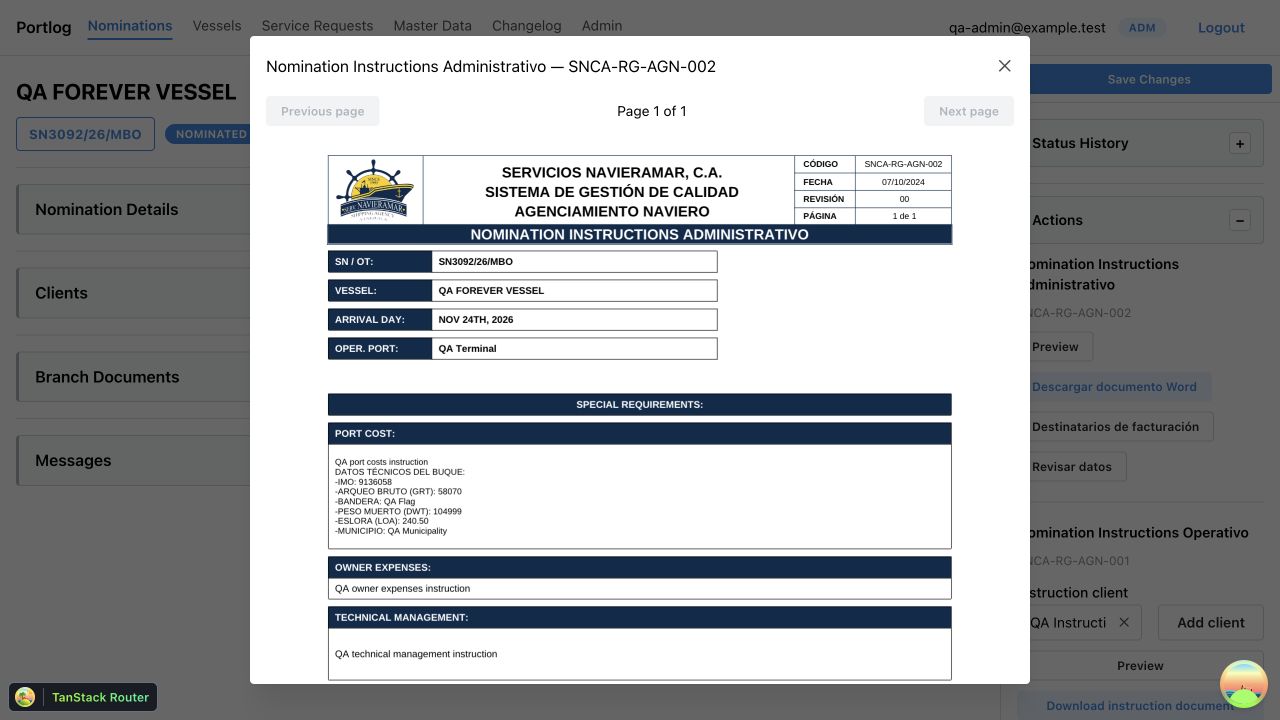 Portlog Nominations Vessels Service Requests Master Data Changelog Admin qa-admin@example.test ADM Logout
QA FOREVER VESSEL
SN3092/26/MBO NOMINATED
Nomination Details
Clients
Branch Documents
Messages
Nomination Instructions Administrativo — SNCA-RG-AGN-002
Previous page Page 1 of 1 Next page
SERVICIOS NAVIERAMAR, C.A.
SISTEMA DE GESTIÓN DE CALIDAD
AGENCIAMIENTO NAVIERO
CÓDIGO SNCA-RG-AGN-002
FECHA 07/10/2024
REVISIÓN 00
PÁGINA 1 de 1
NOMINATION INSTRUCTIONS ADMINISTRATIVO
SN / OT: SN3092/26/MBO
VESSEL: QA FOREVER VESSEL
ARRIVAL DAY: NOV 24TH, 2026
OPER. PORT: QA Terminal
SPECIAL REQUIREMENTS:
PORT COST:
QA port costs instruction
DATOS TÉCNICOS DEL BUQUE:
-IMO: 9136058
-ARQUEO BRUTO (GRT): 58070
-BANDERA: QA Flag
-PESO MUERTO (DWT): 104999
-ESLORA (LOA): 240.50
-MUNICIPIO: QA Municipality
OWNER EXPENSES:
QA owner expenses instruction
TECHNICAL MANAGEMENT:
QA technical management instruction
Save Changes
Status History +
Actions −
omination Instructions
dministrativo
NCA-RG-AGN-002
Preview
Descargar documento Word
Destinatarios de facturación
Revisar datos
omination Instructions Operativo
NCA-RG-AGN-001
struction client
QA Instructi Add client
Preview
Download instruction document
TanStack Router